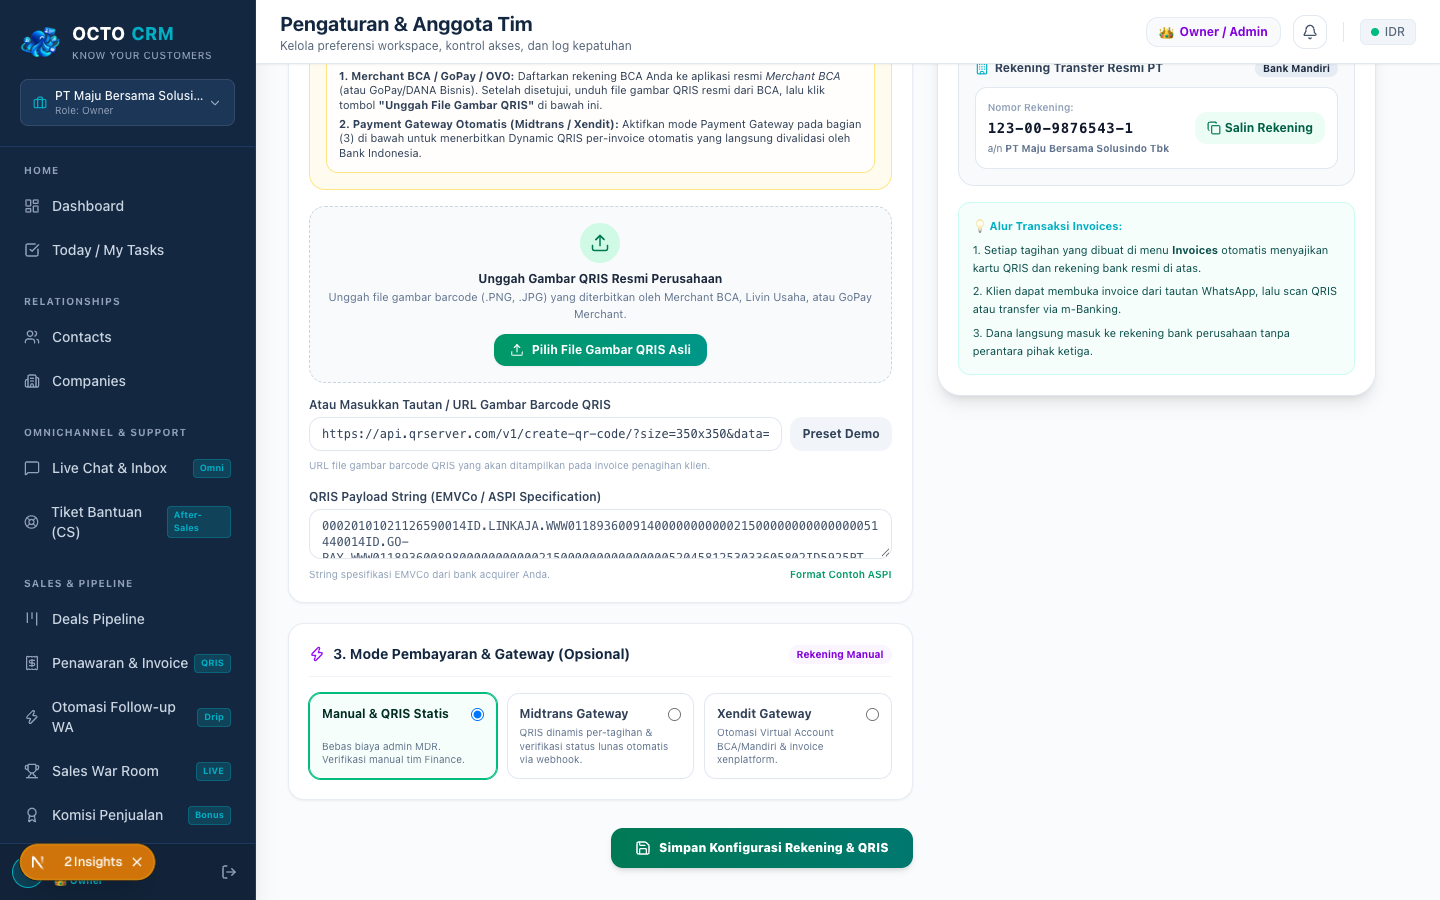 OCTO CRM
KNOW YOUR CUSTOMERS
PT Maju Bersama Solusi...
Role: Owner
HOME
Dashboard
Today / My Tasks
RELATIONSHIPS
Contacts
Companies
OMNICHANNEL & SUPPORT
Live Chat & Inbox
Omni
Tiket Bantuan
(CS)
After-
Sales
SALES & PIPELINE
Deals Pipeline
Penawaran & Invoice
QRIS
Otomasi Follow-up
WA
Drip
Sales War Room
LIVE
Komisi Penjualan
Bonus
2 Insights
Owner
Pengaturan & Anggota Tim
Kelola preferensi workspace, kontrol akses, dan log kepatuhan
Owner / Admin
IDR
1. Merchant BCA / GoPay / OVO: Daftarkan rekening BCA Anda ke aplikasi resmi Merchant BCA
(atau GoPay/DANA Bisnis). Setelah disetujui, unduh file gambar QRIS resmi dari BCA, lalu klik
tombol "Unggah File Gambar QRIS" di bawah ini.
2. Payment Gateway Otomatis (Midtrans / Xendit): Aktifkan mode Payment Gateway pada bagian
(3) di bawah untuk menerbitkan Dynamic QRIS per-invoice otomatis yang langsung divalidasi oleh
Bank Indonesia.
Unggah Gambar QRIS Resmi Perusahaan
Unggah file gambar barcode (.PNG, .JPG) yang diterbitkan oleh Merchant BCA, Livin Usaha, atau GoPay
Merchant.
Pilih File Gambar QRIS Asli
Atau Masukkan Tautan / URL Gambar Barcode QRIS
https://api.qrserver.com/v1/create-qr-code/?size=350x350&data=
Preset Demo
URL file gambar barcode QRIS yang akan ditampilkan pada invoice penagihan klien.
QRIS Payload String (EMVCo / ASPI Specification)
String spesifikasi EMVCo dari bank acquirer Anda.
Format Contoh ASPI
3. Mode Pembayaran & Gateway (Opsional)
Rekening Manual
Manual & QRIS Statis
Bebas biaya admin MDR.
Verifikasi manual tim Finance.
Midtrans Gateway
QRIS dinamis per-tagihan &
verifikasi status lunas otomatis
via webhook.
Xendit Gateway
Otomasi Virtual Account
BCA/Mandiri & invoice
xenplatform.
Simpan Konfigurasi Rekening & QRIS
Rekening Transfer Resmi PT
Bank Mandiri
Nomor Rekening:
123-00-9876543-1
a/n PT Maju Bersama Solusindo Tbk
Salin Rekening
Alur Transaksi Invoices:
1. Setiap tagihan yang dibuat di menu Invoices otomatis menyajikan
kartu QRIS dan rekening bank resmi di atas.
2. Klien dapat membuka invoice dari tautan WhatsApp, lalu scan QRIS
atau transfer via m-Banking.
3. Dana langsung masuk ke rekening bank perusahaan tanpa
perantara pihak ketiga.